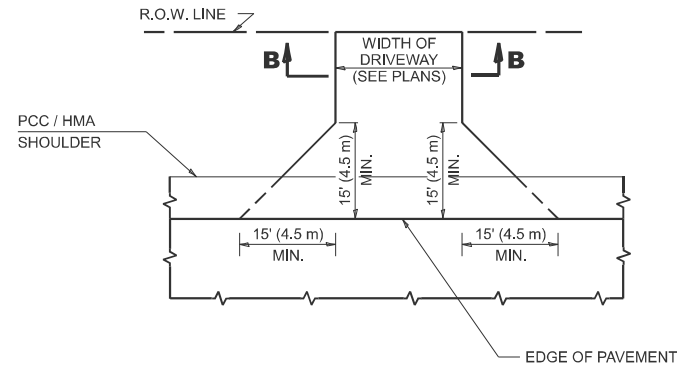 R.O.W. LINE
B
WIDTH OF
DRIVEWAY
(SEE PLANS)
B
PCC / HMA
SHOULDER
15' (4.5 m)
MIN.
15' (4.5 m)
MIN.
15' (4.5 m)
MIN.
15' (4.5 m)
MIN.
EDGE OF PAVEMENT